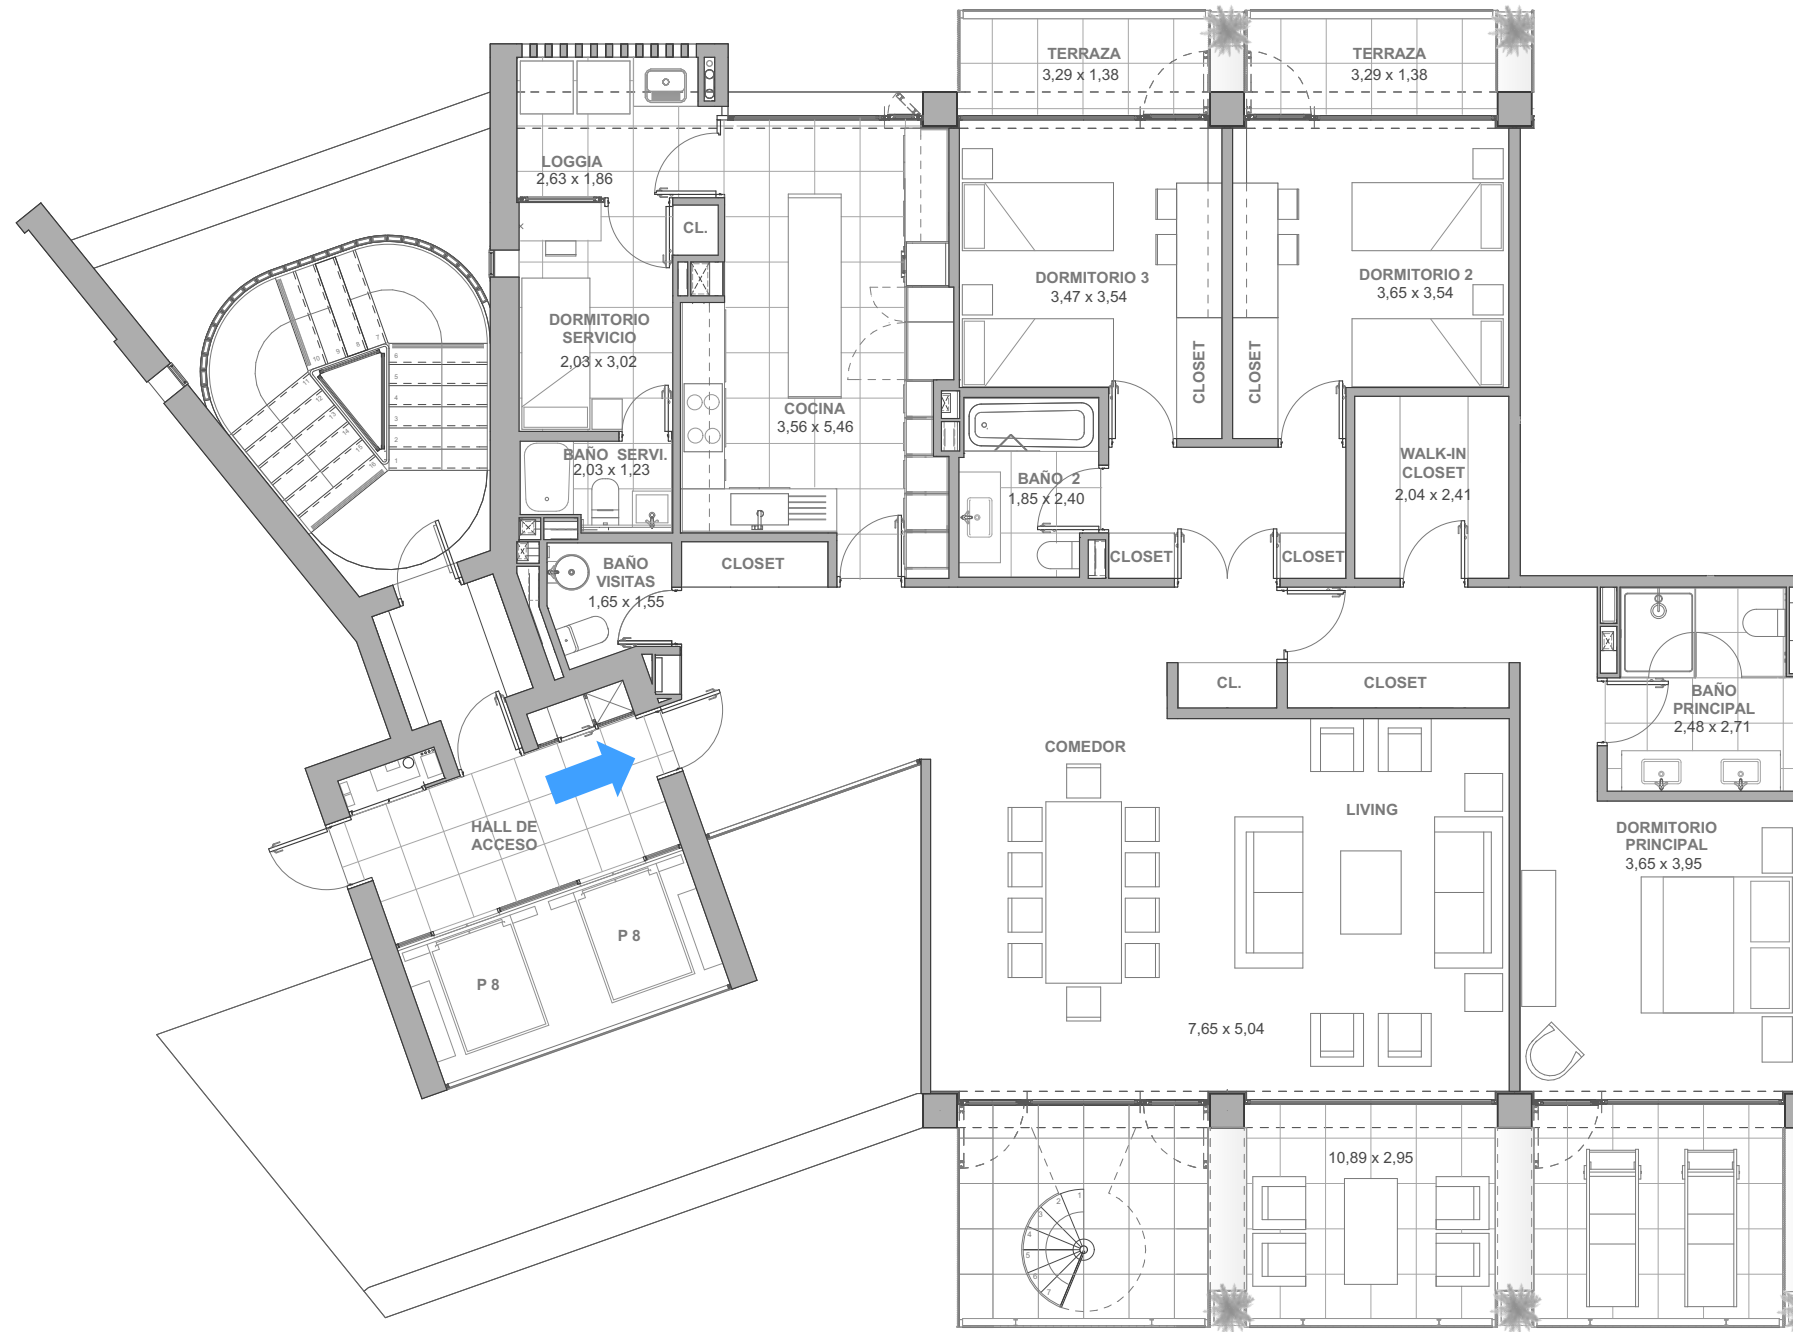 TERRAZA
3,29 x 1,38
TERRAZA
3,29 x 1,38
LOGGIA
2,63 x 1,86
CL.
DORMITORIO 3
3,47 x 3,54
DORMITORIO 2
3,65 x 3,54
DORMITORIO
SERVICIO
2,03 x 3,02
CLOSET
CLOSET
COCINA
3,56 x 5,46
BAÑO SERVI.
2,03 x 1,23
WALK-IN
CLOSET
2,04 x 2,41
BAÑO 2
1,85 x 2,40
BAÑO
VISITAS
1,65 x 1,55
CLOSET
CLOSET
CLOSET
CL.
CLOSET
BAÑO
PRINCIPAL
2,48 x 2,71
COMEDOR
LIVING
HALL DE
ACCESO
DORMITORIO
PRINCIPAL
3,65 x 3,95
P 8
P 8
7,65 x 5,04
10,89 x 2,95